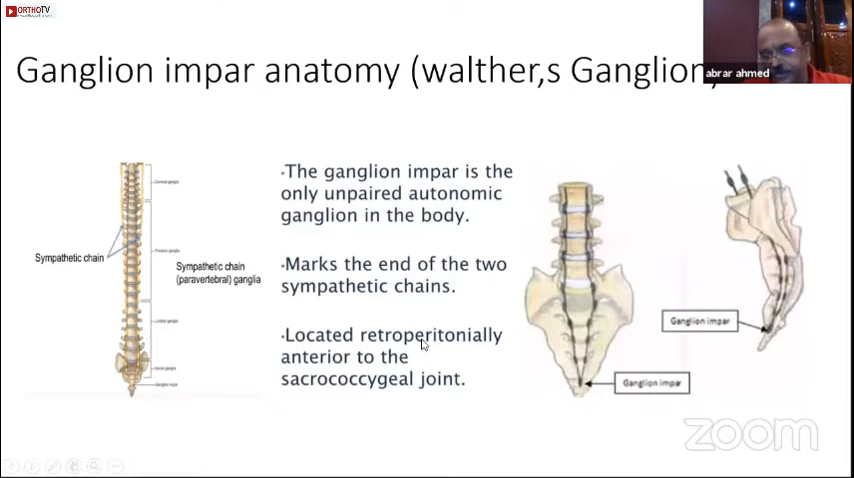 ORTHOTV
abrar ahmed
Ganglion impar anatomy (walther,s Ganglion)
•The ganglion impar is the
only unpaired autonomic
ganglion in the body.
•Marks the end of the two
sympathetic chains.
•Located retroperitonially
anterior to the
sacrococcygeal joint.
Sympathetic chain
Sympathetic chain
(paravertebral) ganglia
Ganglion impar
Ganglion impar
zoom